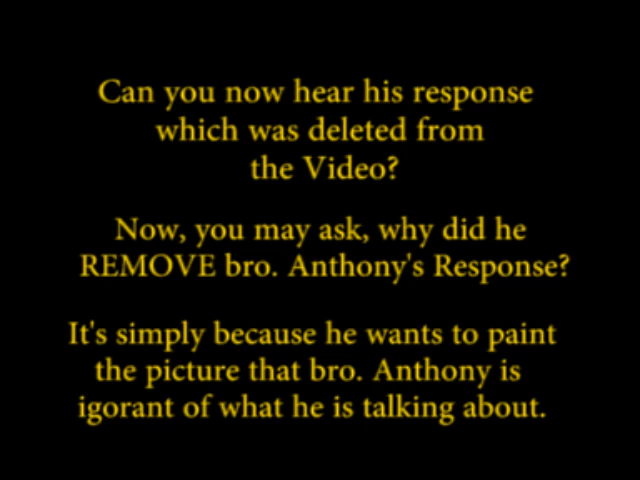 Can you now hear his response
which was deleted from
the Video?
Now, you may ask, why did he
REMOVE bro. Anthony's Response?
It's simply because he wants to paint
the picture that bro. Anthony is
igorant of what he is talking about.